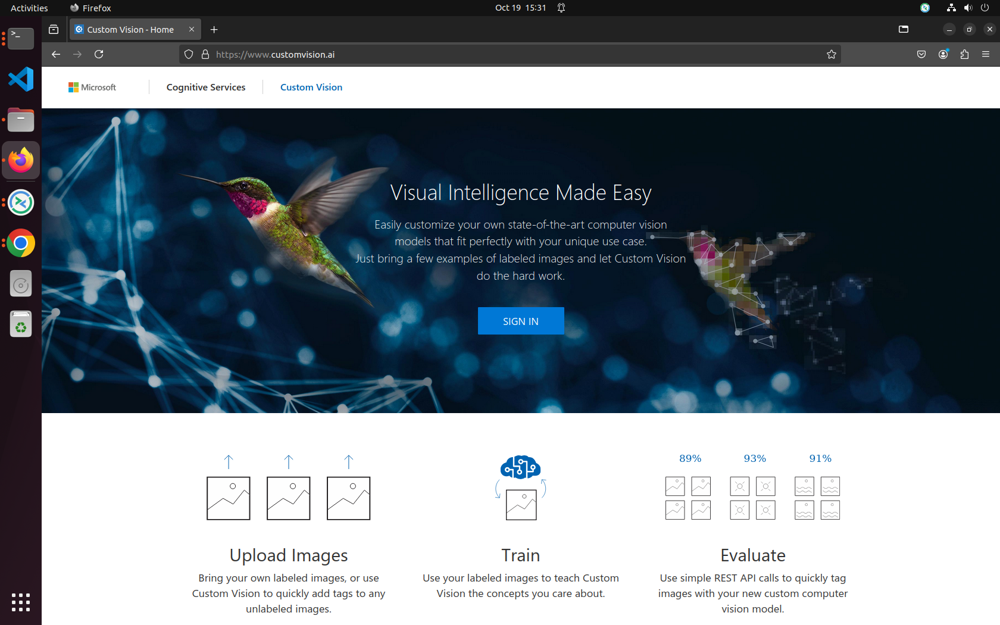 Activities
Firefox
Oct 19 15:31
Custom Vision - Home
https://www.customvision.ai
Microsoft
Cognitive Services
Custom Vision
Visual Intelligence Made Easy
Easily customize your own state-of-the-art computer vision
models that fit perfectly with your unique use case.
Just bring a few examples of labeled images and let Custom Vision
do the hard work.
SIGN IN
89%
93%
91%
Upload Images
Bring your own labeled images, or use
Custom Vision to quickly add tags to any
unlabeled images.
Train
Use your labeled images to teach Custom
Vision the concepts you care about.
Evaluate
Use simple REST API calls to quickly tag
images with your new custom computer
vision model.